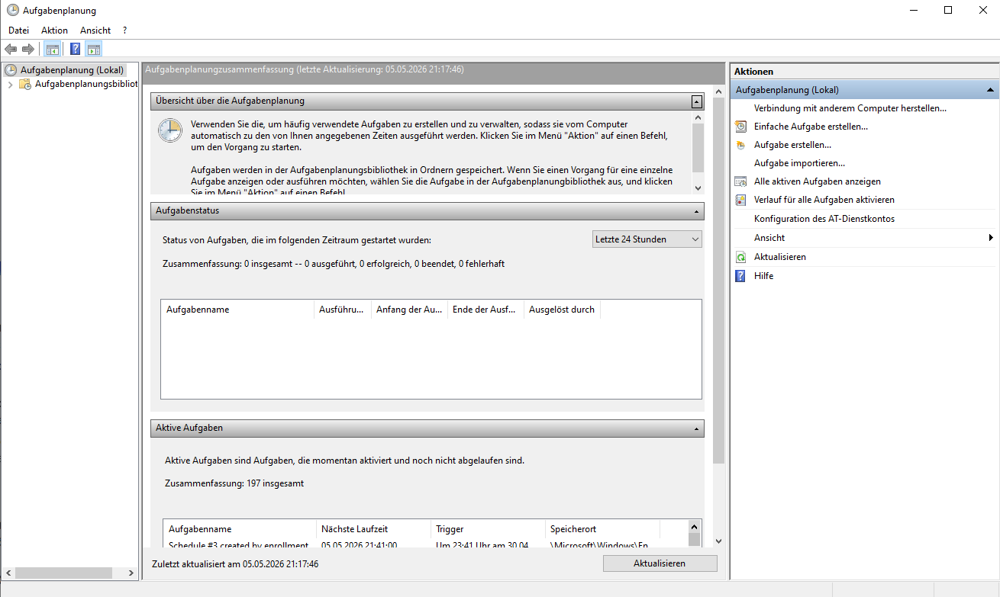 Aufgabenplanung
Datei Aktion Ansicht ?
Aufgabenplanung (Lokal)
Aufgabenplanungsbibliot
Aufgabenplanungzusammenfassung (letzte Aktualisierung: 05.05.2026 21:17:46)
Übersicht über die Aufgabenplanung
Verwenden Sie die, um häufig verwendete Aufgaben zu erstellen und zu verwalten, sodass sie vom Computer
automatisch zu den von Ihnen angegebenen Zeiten ausgeführt werden. Klicken Sie im Menü "Aktion" auf einen Befehl,
um den Vorgang zu starten.
Aufgaben werden in der Aufgabenplanungsbibliothek in Ordnern gespeichert. Wenn Sie einen Vorgang für eine einzelne
Aufgabe anzeigen oder ausführen möchten, wählen Sie die Aufgabe in der Aufgabenplanungbibliothek aus, und klicken
Sie im Menü "Aktion" auf einen Befehl.
Aufgabenstatus
Status von Aufgaben, die im folgenden Zeitraum gestartet wurden:
Letzte 24 Stunden
Zusammenfassung: 0 insgesamt -- 0 ausgeführt, 0 erfolgreich, 0 beendet, 0 fehlerhaft
Aufgabenname Ausführu... Anfang der Au... Ende der Ausf... Ausgelöst durch
Aktive Aufgaben
Aktive Aufgaben sind Aufgaben, die momentan aktiviert und noch nicht abgelaufen sind.
Zusammenfassung: 197 insgesamt
Aufgabenname Nächste Laufzeit Trigger Speicherort
Schedule #3 created by enrollment 05.05.2026 21:41:00 Um 23:41 Uhr am 30.04 \Microsoft\Windows\En
Zuletzt aktualisiert am 05.05.2026 21:17:46
Aktualisieren
Aktionen
Aufgabenplanung (Lokal)
Verbindung mit anderem Computer herstellen...
Einfache Aufgabe erstellen...
Aufgabe erstellen...
Aufgabe importieren...
Alle aktiven Aufgaben anzeigen
Verlauf für alle Aufgaben aktivieren
Konfiguration des AT-Dienstkontos
Ansicht
Aktualisieren
Hilfe